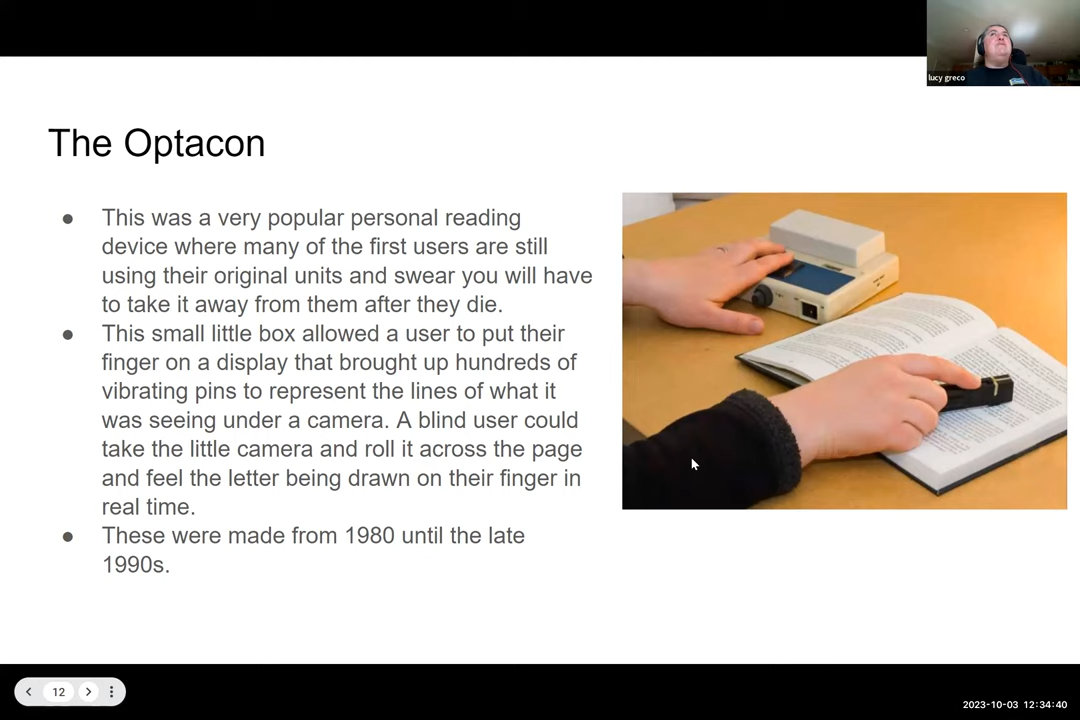 lucy greco
The Optacon
● This was a very popular personal reading
device where many of the first users are still
using their original units and swear you will have
to take it away from them after they die.
● This small little box allowed a user to put their
finger on a display that brought up hundreds of
vibrating pins to represent the lines of what it
was seeing under a camera. A blind user could
take the little camera and roll it across the page
and feel the letter being drawn on their finger in
real time.
● These were made from 1980 until the late
1990s.
12
2023-10-03 12:34:40